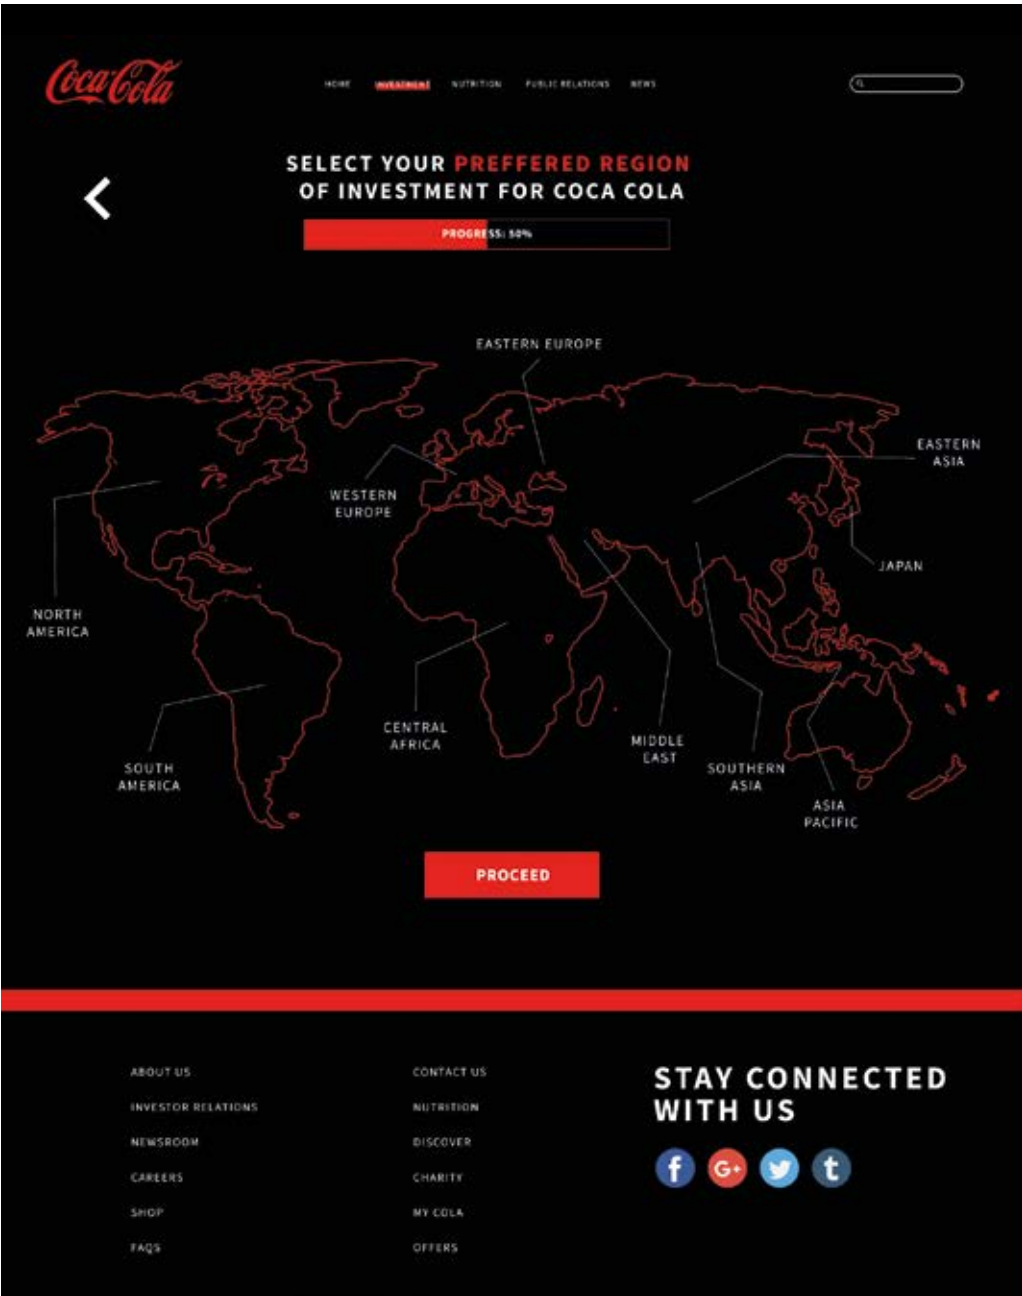 Coca-Cola
HOME INVESTMENT NUTRITION PUBLIC RELATIONS NEWS
SELECT YOUR PREFFERED REGION
OF INVESTMENT FOR COCA COLA
PROGRESS: 50%
EASTERN EUROPE
EASTERN
ASIA
WESTERN
EUROPE
JAPAN
NORTH
AMERICA
CENTRAL
AFRICA
MIDDLE
EAST
SOUTHERN
ASIA
SOUTH
AMERICA
ASIA
PACIFIC
PROCEED
ABOUT US
INVESTOR RELATIONS
NEWSROOM
CAREERS
SHOP
FAQS
CONTACT US
NUTRITION
DISCOVER
CHARITY
MY COLA
OFFERS
STAY CONNECTED
WITH US
f G+ t